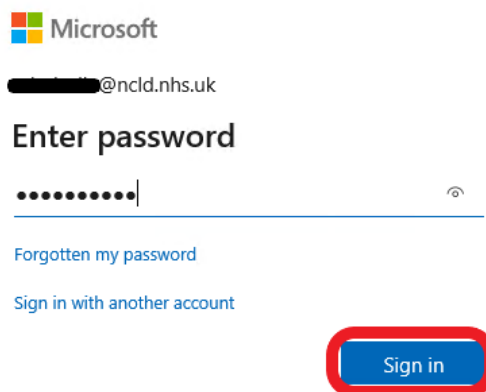 Microsoft
@ncld.nhs.uk
Enter password
Forgotten my password
Sign in with another account
Sign in